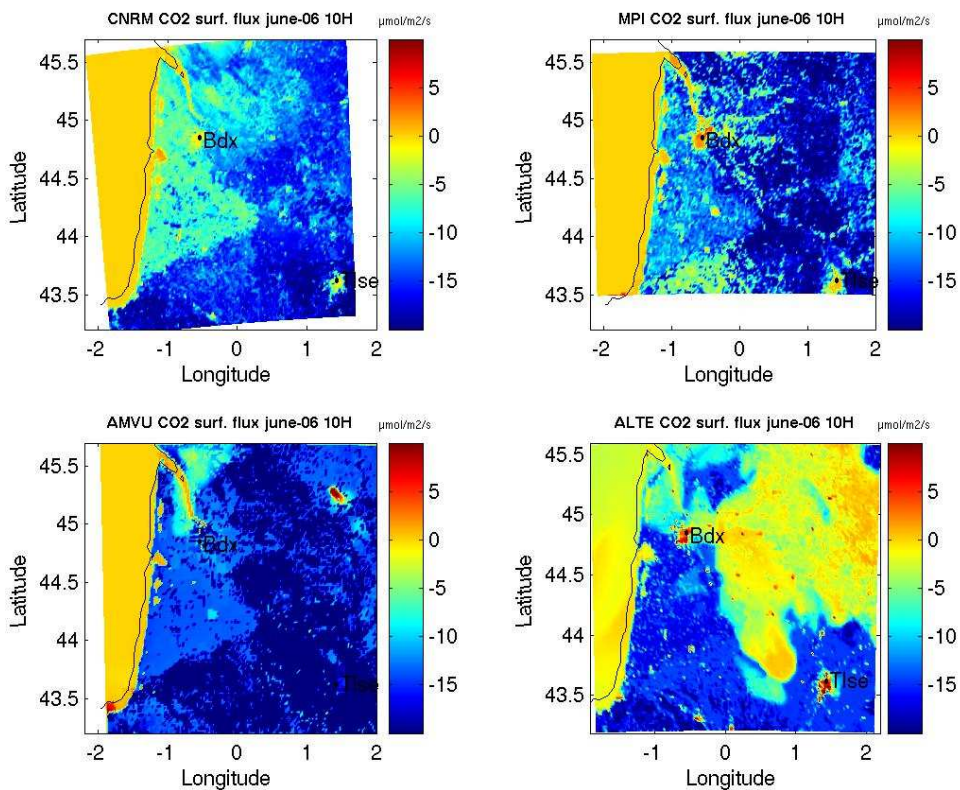 CNRM CO2 surf. flux june-06 10H
μmol/m2/s
45.5
45
44.5
44
43.5
Latitude
Bdx
Tlse
5
0
-5
-10
-15
-2
-1
0
1
2
Longitude
MPI CO2 surf. flux june-06 10H
μmol/m2/s
45.5
45
44.5
44
43.5
Latitude
Bdx
Tlse
5
0
-5
-10
-15
-2
-1
0
1
2
Longitude
AMVU CO2 surf. flux june-06 10H
μmol/m2/s
45.5
45
44.5
44
43.5
Latitude
Bdx
Tlse
5
0
-5
-10
-15
-2
-1
0
1
2
Longitude
ALTE CO2 surf. flux june-06 10H
μmol/m2/s
45.5
45
44.5
44
43.5
Latitude
Bdx
Tlse
5
0
-5
-10
-15
-1
0
1
2
Longitude